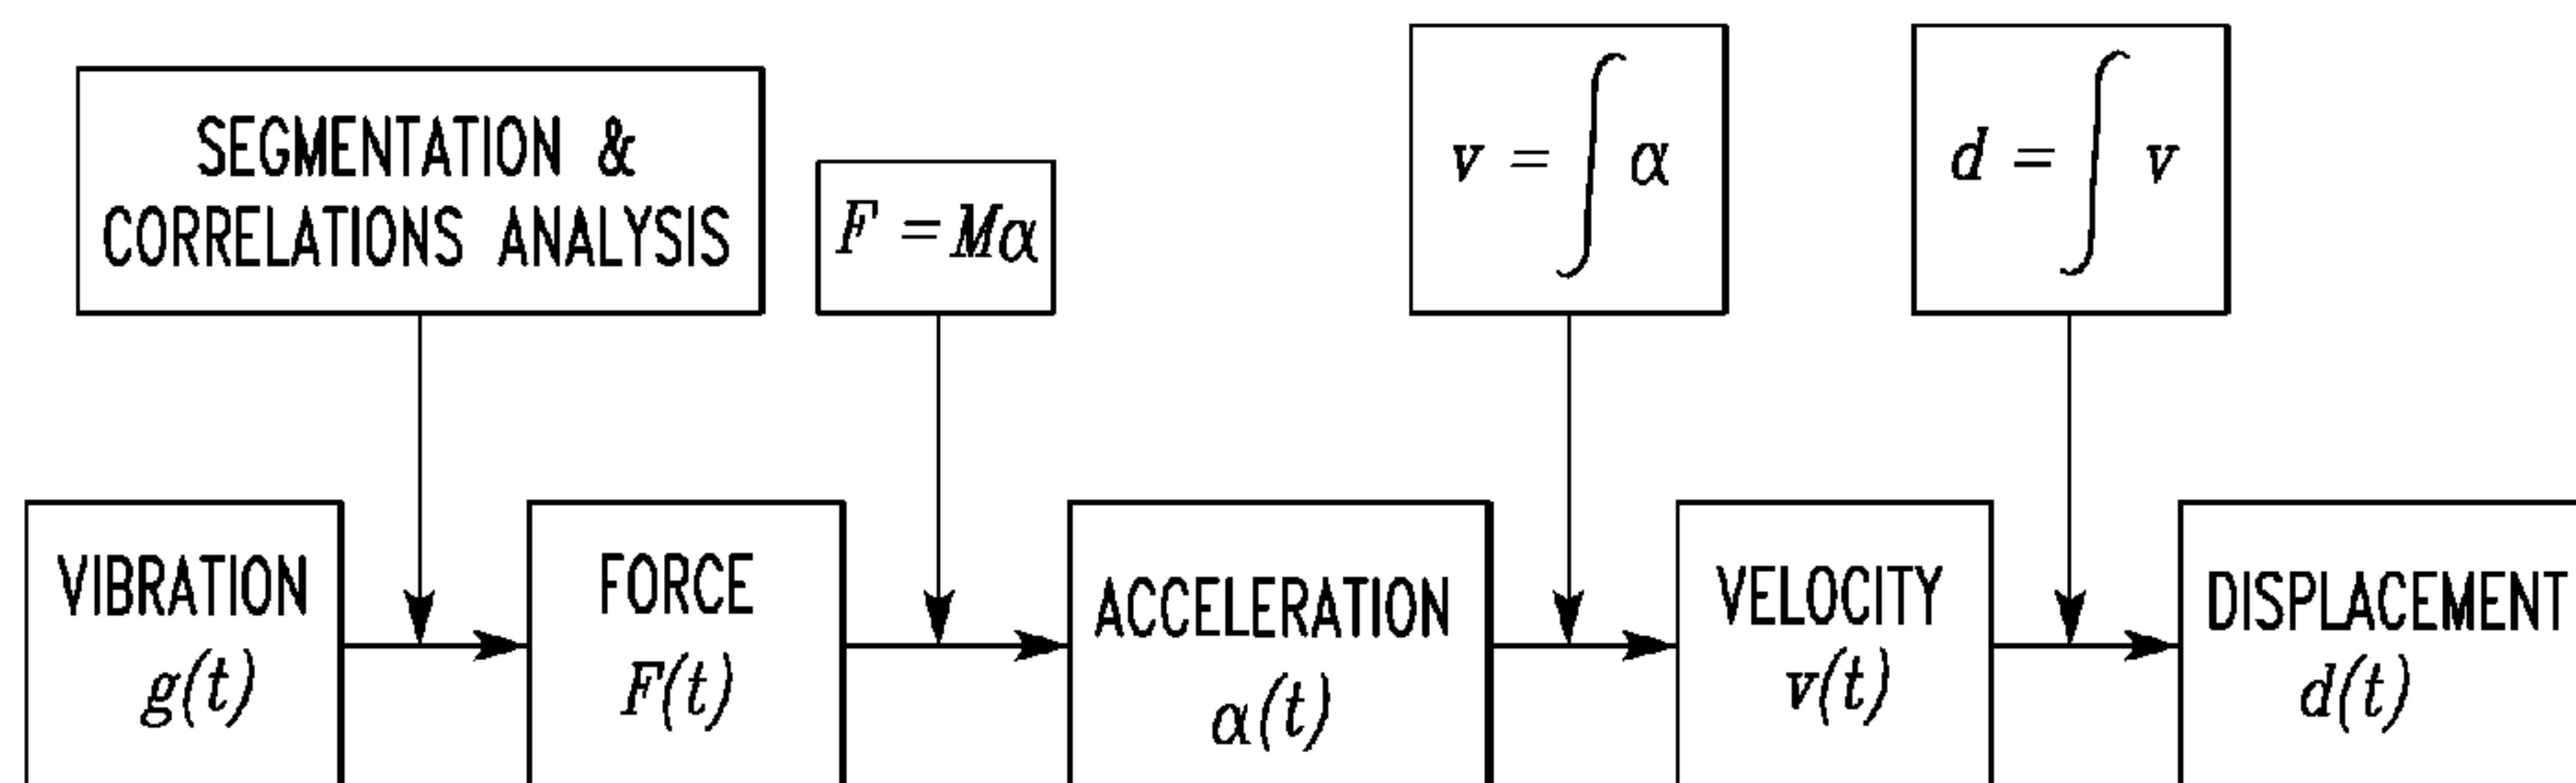 SEGMENTATION &
CORRELATIONS ANALYSIS
F = Mα
v = ∫ α
d = ∫ v
VIBRATION
g(t)
FORCE
F(t)
ACCELERATION
α(t)
VELOCITY
v(t)
DISPLACEMENT
d(t)